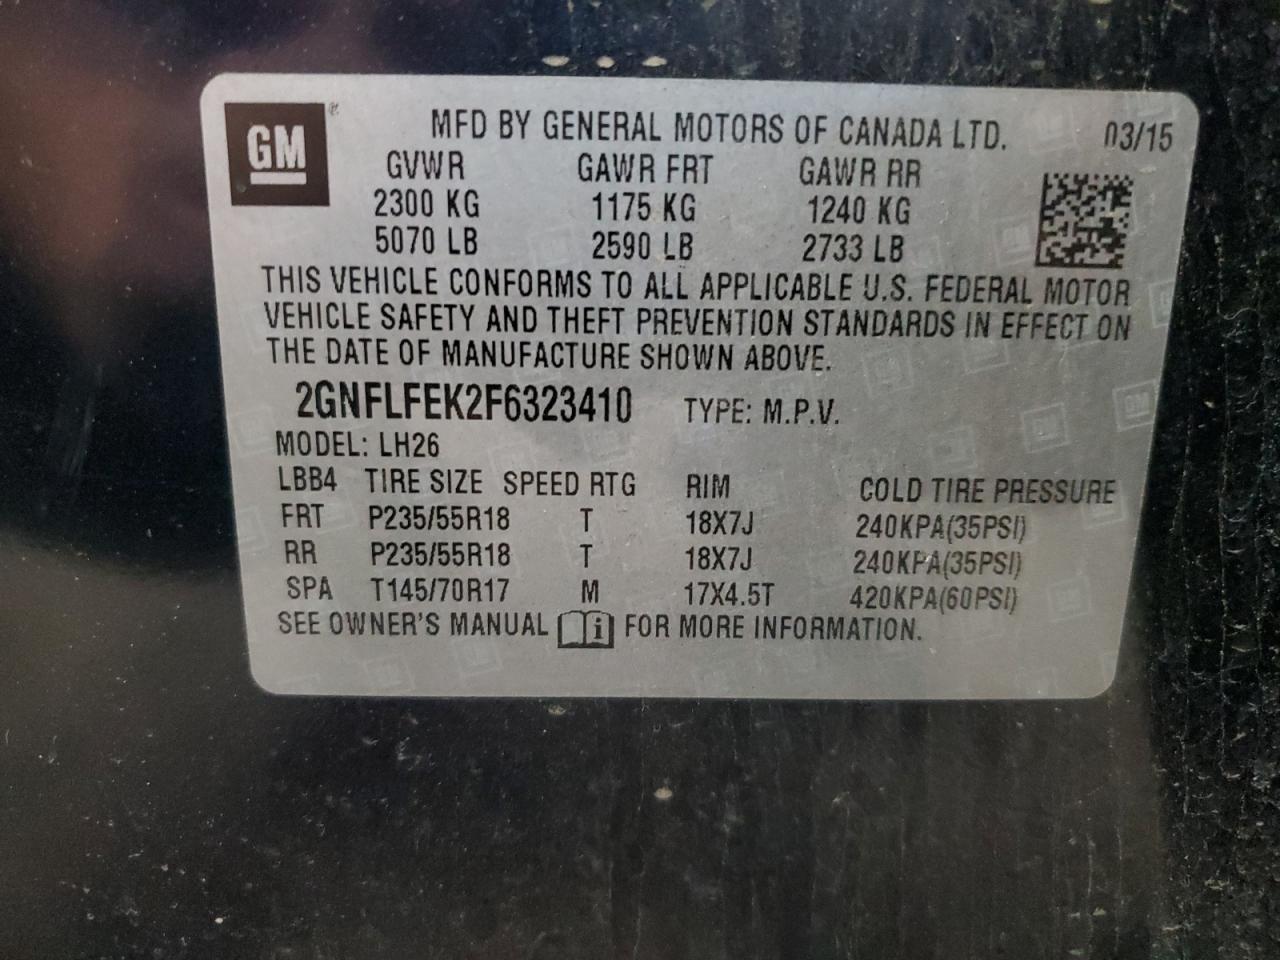 GM ®
MFD BY GENERAL MOTORS OF CANADA LTD. 03/15
GVWR GAWR FRT GAWR RR
2300 KG 1175 KG 1240 KG
5070 LB 2590 LB 2733 LB
THIS VEHICLE CONFORMS TO ALL APPLICABLE U.S. FEDERAL MOTOR
VEHICLE SAFETY AND THEFT PREVENTION STANDARDS IN EFFECT ON
THE DATE OF MANUFACTURE SHOWN ABOVE.
2GNFLFEK2F6323410 TYPE: M.P.V.
MODEL: LH26
LBB4 TIRE SIZE SPEED RTG RIM COLD TIRE PRESSURE
FRT P235/55R18 T 18X7J 240KPA(35PSI)
RR P235/55R18 T 18X7J 240KPA(35PSI)
SPA T145/70R17 M 17X4.5T 420KPA(60PSI)
SEE OWNER'S MANUAL i FOR MORE INFORMATION.